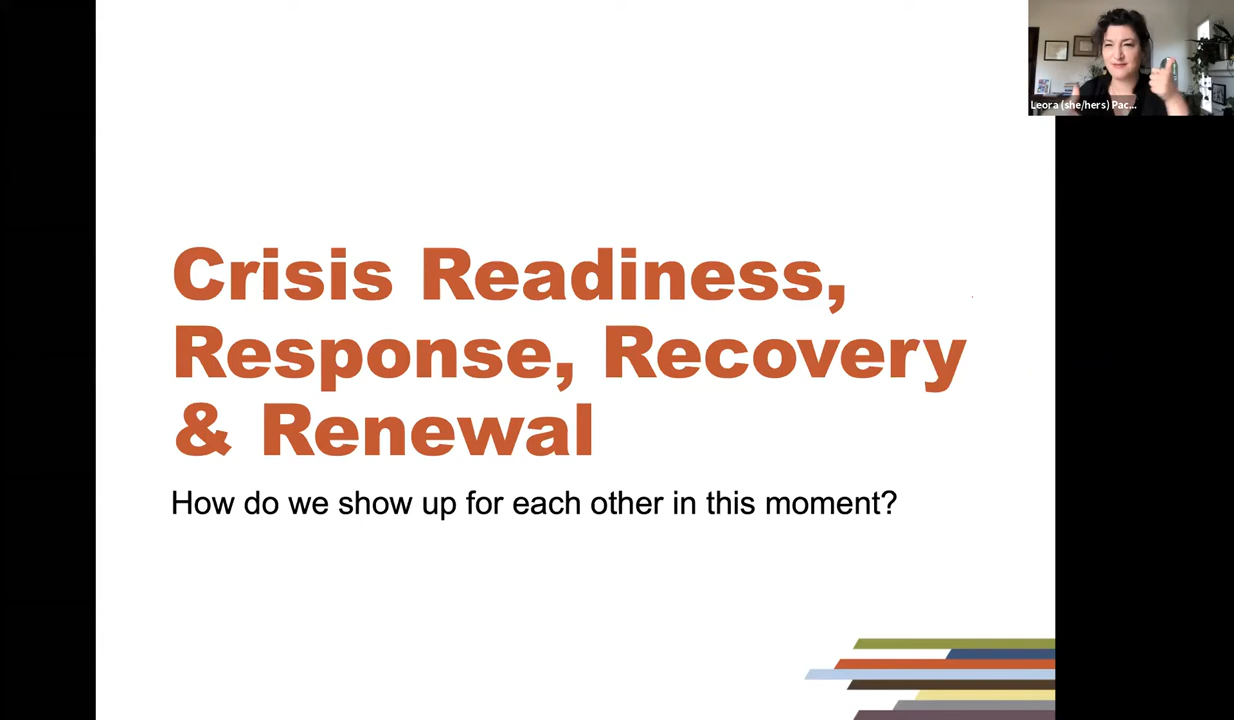 Leora (she/hers) Pac...
Crisis Readiness,
Response, Recovery
& Renewal
How do we show up for each other in this moment?